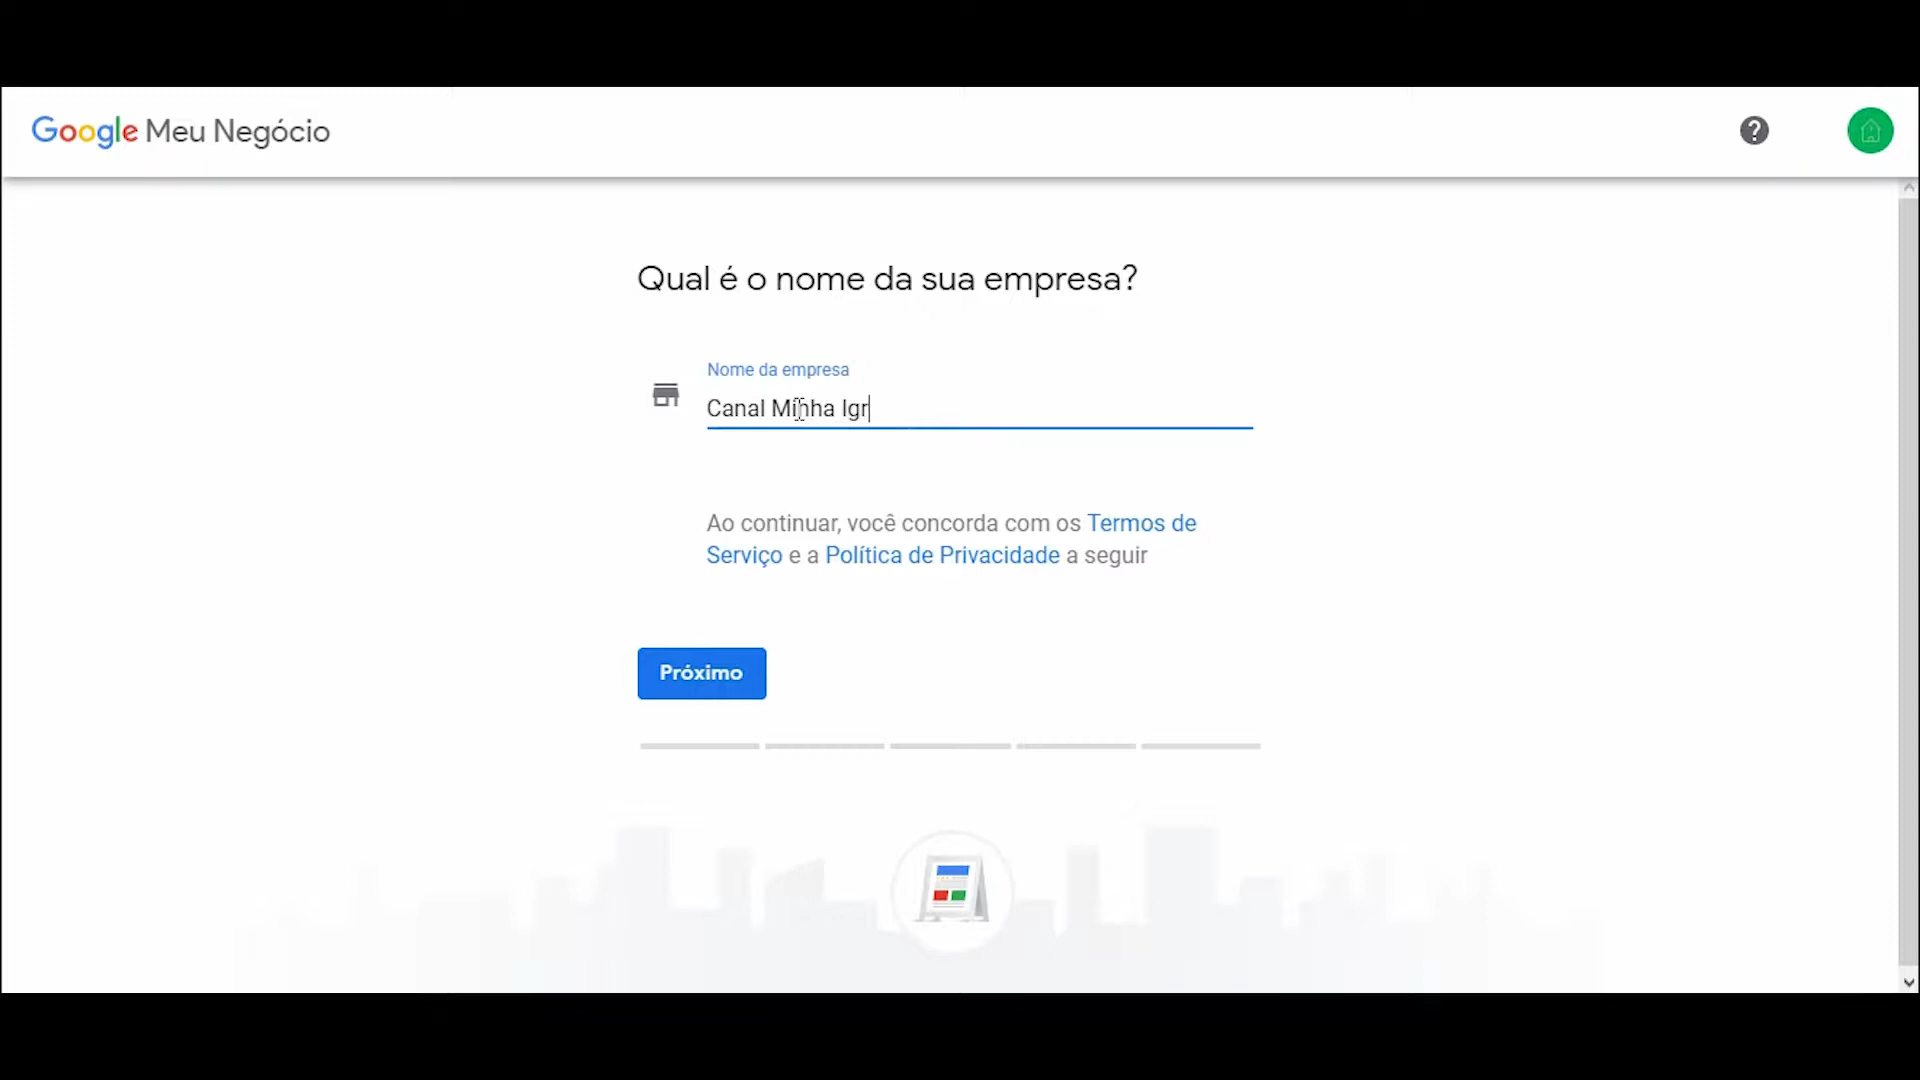 Google Meu Negócio
Qual é o nome da sua empresa?
Nome da empresa
Canal Minha Igr
Ao continuar, você concorda com os Termos de
Serviço e a Política de Privacidade a seguir
Próximo